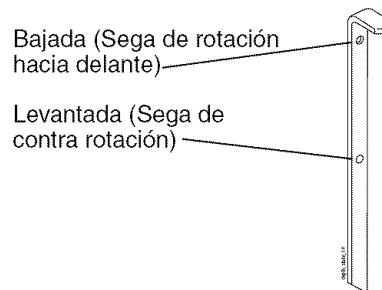 Bajada (Sega de rotación
hacia delante)
Levantada (Sega de
contra rotación)